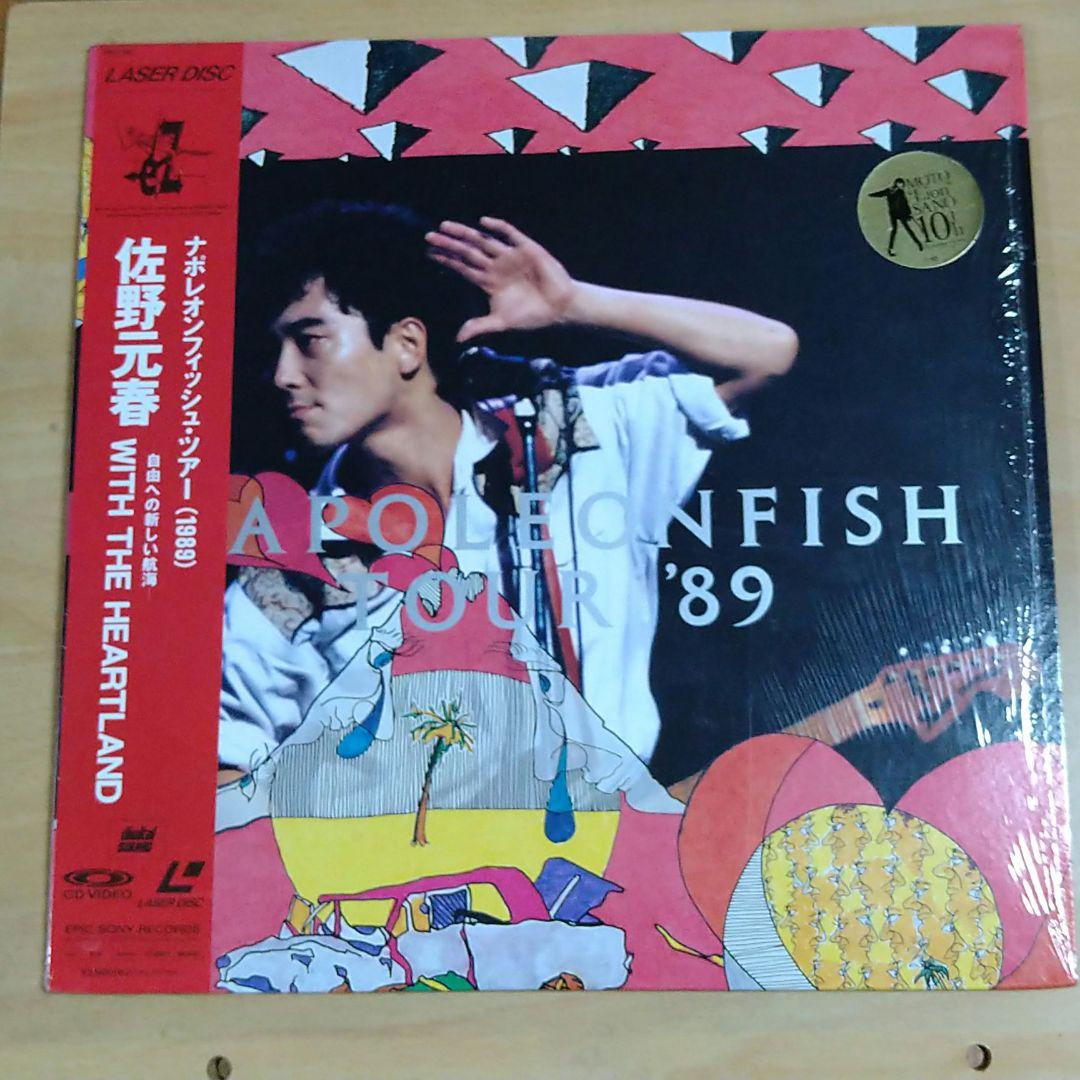 LASER DISC
ナポレオンフィッシュ・ツアー(1989)
―自由への新しい航海―
佐野元春 WITH THE HEARTLAND
digital
SOUND
CD VIDEO
LASER DISC
EPIC SONY RECORDS
MOTO
SANO
10
APOLEONFISH
TOUR '89